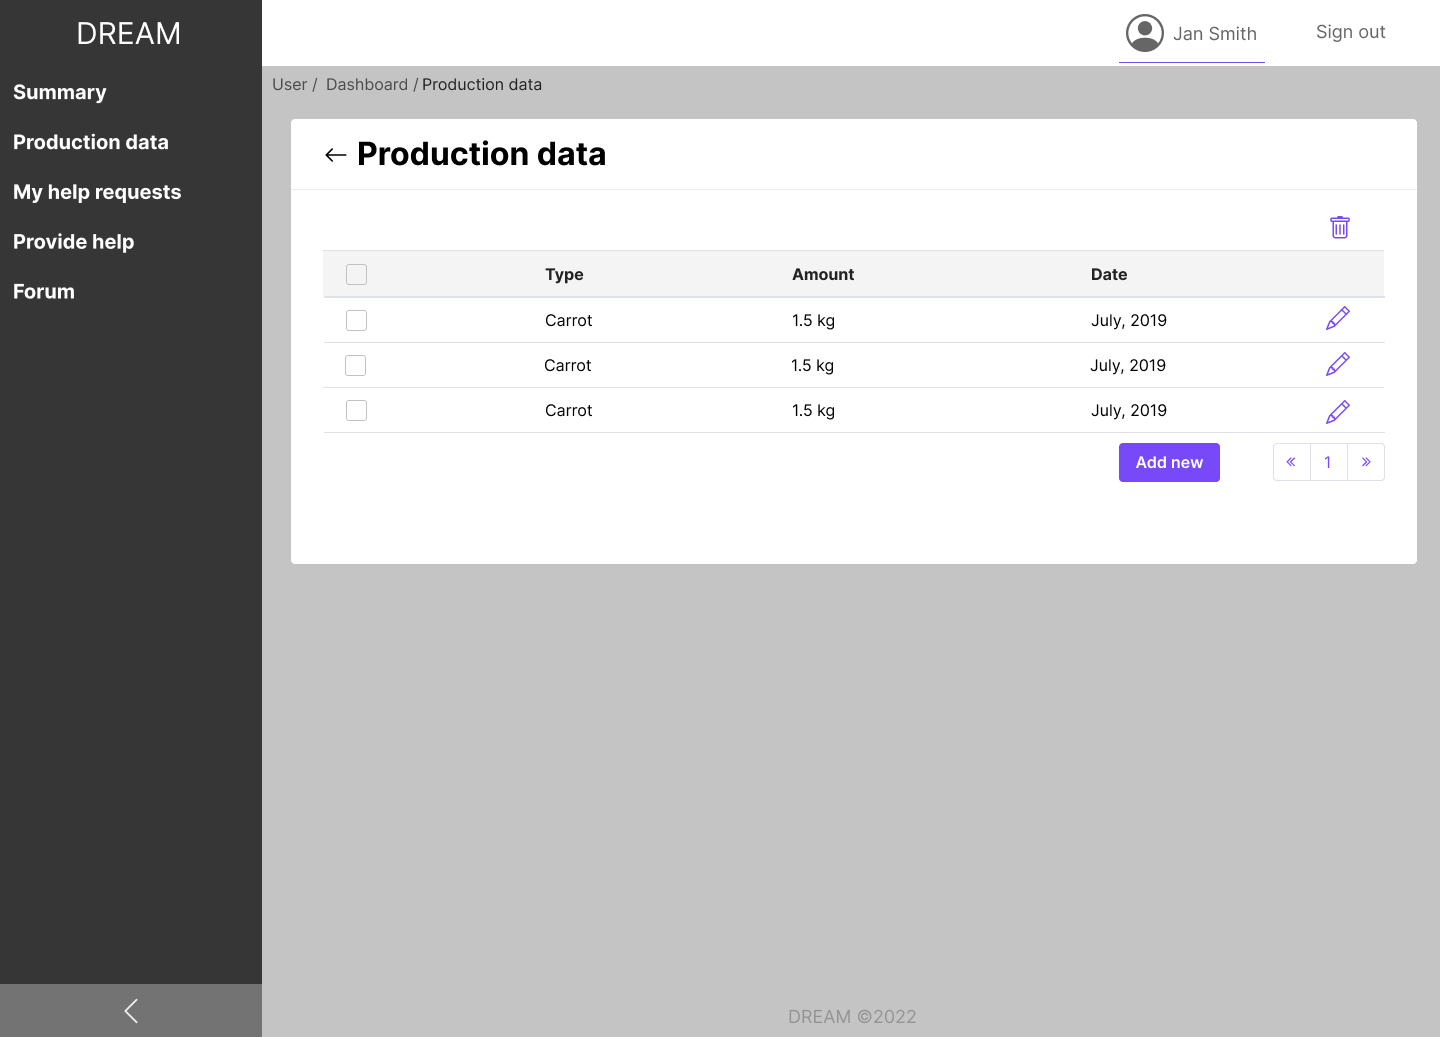 DREAM
Summary
Production data
My help requests
Provide help
Forum
Jan Smith
Sign out
User / Dashboard / Production data
Production data
Type Amount Date
Carrot 1.5 kg July, 2019
Carrot 1.5 kg July, 2019
Carrot 1.5 kg July, 2019
Add new
« 1 »
DREAM ©2022